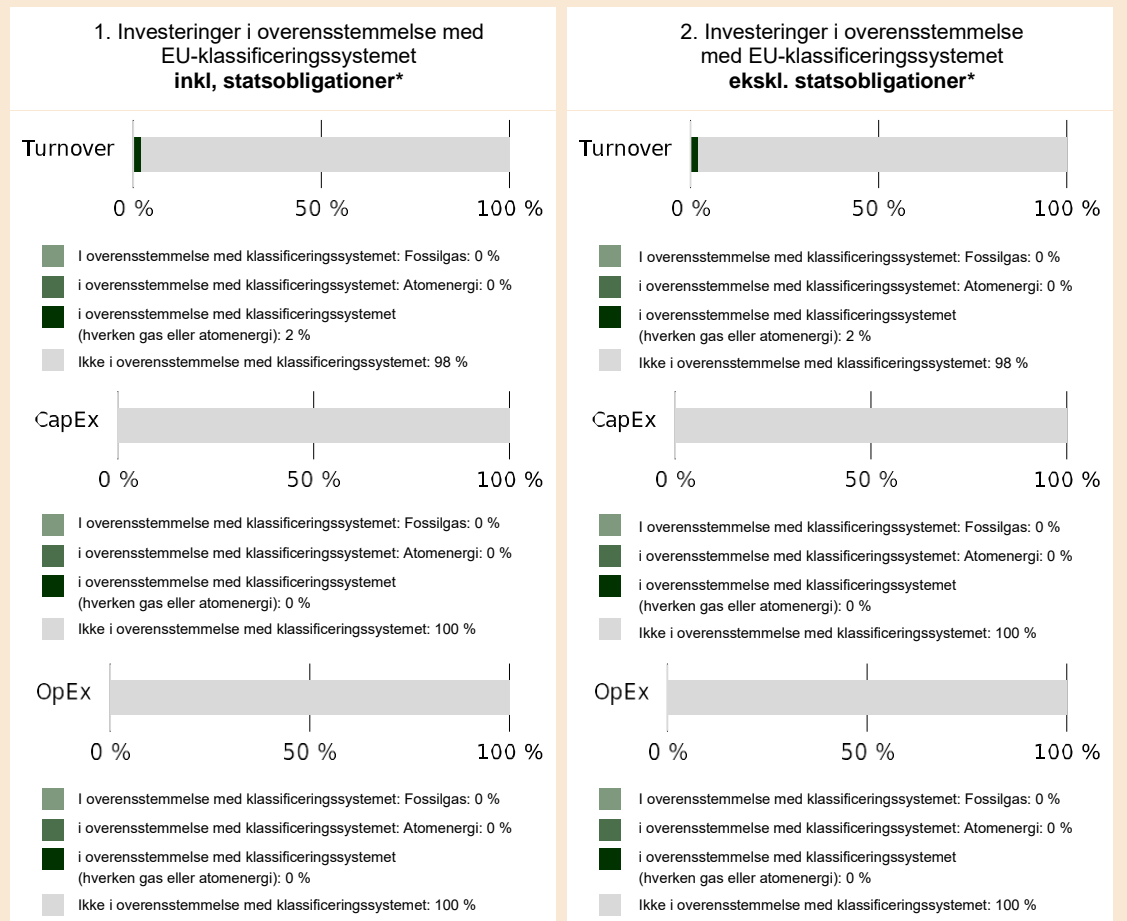 1. Investeringer i overensstemmelse med
EU-klassificeringssystemet
inkl, statsobligationer*
Turnover
0 %
50 %
100 %
I overensstemmelse med klassificeringssystemet: Fossilgas: 0 %
i overensstemmelse med klassificeringssystemet: Atomenergi: 0 %
i overensstemmelse med klassificeringssystemet
(hverken gas eller atomenergi): 2 %
Ikke i overensstemmelse med klassificeringssystemet: 98 %
CapEx
0 %
50 %
100 %
I overensstemmelse med klassificeringssystemet: Fossilgas: 0 %
i overensstemmelse med klassificeringssystemet: Atomenergi: 0 %
i overensstemmelse med klassificeringssystemet
(hverken gas eller atomenergi): 0 %
Ikke i overensstemmelse med klassificeringssystemet: 100 %
OpEx
0 %
50 %
100 %
I overensstemmelse med klassificeringssystemet: Fossilgas: 0 %
i overensstemmelse med klassificeringssystemet: Atomenergi: 0 %
i overensstemmelse med klassificeringssystemet
(hverken gas eller atomenergi): 0 %
Ikke i overensstemmelse med klassificeringssystemet: 100 %
2. Investeringer i overensstemmelse
med EU-klassificeringssystemet
ekskl. statsobligationer*
Turnover
0 %
50 %
100 %
I overensstemmelse med klassificeringssystemet: Fossilgas: 0 %
i overensstemmelse med klassificeringssystemet: Atomenergi: 0 %
i overensstemmelse med klassificeringssystemet
(hverken gas eller atomenergi): 2 %
Ikke i overensstemmelse med klassificeringssystemet: 98 %
CapEx
0 %
50 %
100 %
I overensstemmelse med klassificeringssystemet: Fossilgas: 0 %
i overensstemmelse med klassificeringssystemet: Atomenergi: 0 %
i overensstemmelse med klassificeringssystemet
(hverken gas eller atomenergi): 0 %
Ikke i overensstemmelse med klassificeringssystemet: 100 %
OpEx
0 %
50 %
100 %
I overensstemmelse med klassificeringssystemet: Fossilgas: 0 %
i overensstemmelse med klassificeringssystemet: Atomenergi: 0 %
i overensstemmelse med klassificeringssystemet
(hverken gas eller atomenergi): 0 %
Ikke i overensstemmelse med klassificeringssystemet: 100 %